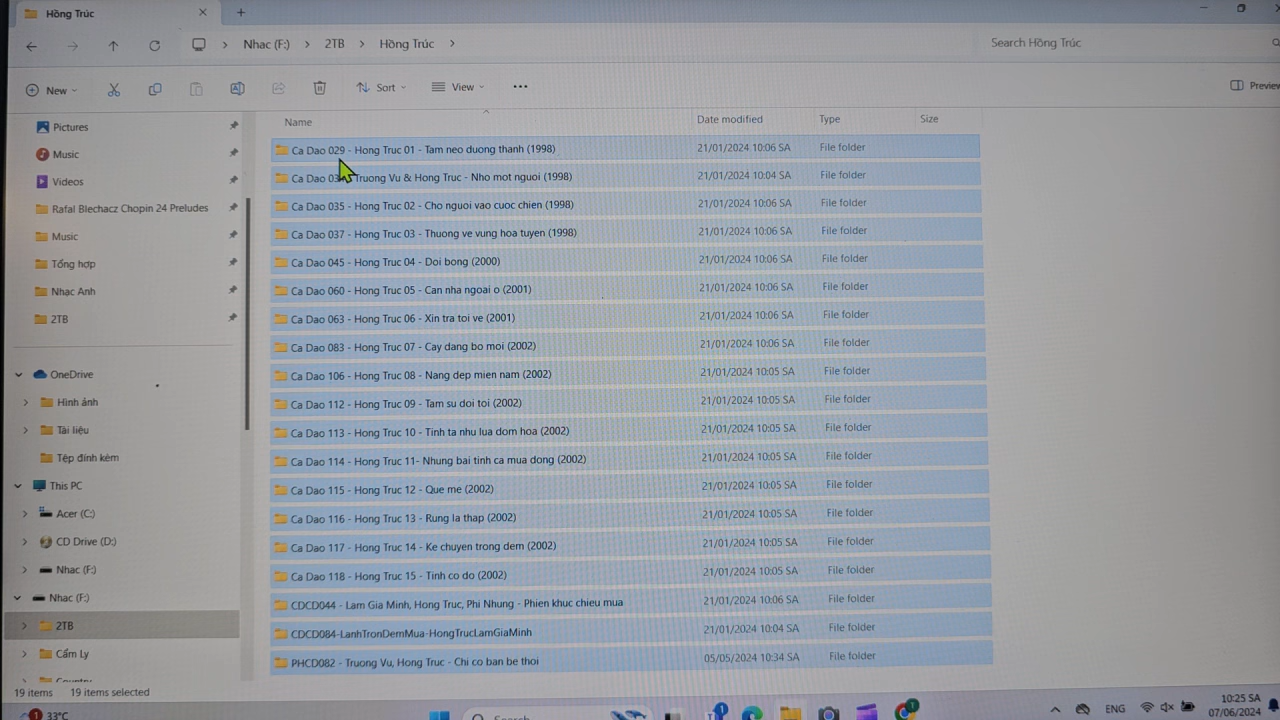 Hồng Trúc
Nhac (F:) > 2TB > Hồng Trúc >
Search Hồng Trúc
New
Sort
View
Preview
Pictures
Music
Videos
Rafal Blechacz Chopin 24 Preludes
Music
Tổng hợp
Nhạc Anh
2TB
OneDrive
Hình ảnh
Tài liệu
Tệp đính kèm
This PC
Acer (C:)
CD Drive (D:)
Nhac (F:)
Nhac (F:)
2TB
Cẩm Ly
Name Date modified Type Size
Ca Dao 029 - Hong Truc 01 - Tam neo duong thanh (1998) 21/01/2024 10:06 SA File folder
Ca Dao Truong Vu & Hong Truc - Nho mot nguoi (1998) 21/01/2024 10:04 SA File folder
Ca Dao 035 - Hong Truc 02 - Cho nguoi vao cuoc chien (1998) 21/01/2024 10:06 SA File folder
Ca Dao 037 - Hong Truc 03 - Thuong ve vung hoa tuyen (1998) 21/01/2024 10:06 SA File folder
Ca Dao 045 - Hong Truc 04 - Doi bong (2000) 21/01/2024 10:06 SA File folder
Ca Dao 060 - Hong Truc 05 - Can nha ngoai o (2001) 21/01/2024 10:06 SA File folder
Ca Dao 063 - Hong Truc 06 - Xin tra toi ve (2001) 21/01/2024 10:06 SA File folder
Ca Dao 083 - Hong Truc 07 - Cay dang bo moi (2002) 21/01/2024 10:06 SA File folder
Ca Dao 106 - Hong Truc 08 - Nang dep mien nam (2002) 21/01/2024 10:05 SA File folder
Ca Dao 112 - Hong Truc 09 - Tam su doi toi (2002) 21/01/2024 10:05 SA File folder
Ca Dao 113 - Hong Truc 10 - Tinh ta nhu lua dom hoa (2002) 21/01/2024 10:05 SA File folder
Ca Dao 114 - Hong Truc 11- Nhung bai tinh ca mua dong (2002) 21/01/2024 10:05 SA File folder
Ca Dao 115 - Hong Truc 12 - Que me (2002) 21/01/2024 10:05 SA File folder
Ca Dao 116 - Hong Truc 13 - Rung la thap (2002) 21/01/2024 10:05 SA File folder
Ca Dao 117 - Hong Truc 14 - Ke chuyen trong dem (2002) 21/01/2024 10:05 SA File folder
Ca Dao 118 - Hong Truc 15 - Tinh co do (2002) 21/01/2024 10:05 SA File folder
CDCD044 - Lam Gia Minh, Hong Truc, Phi Nhung - Phien khuc chieu mua 21/01/2024 10:06 SA File folder
CDCD084-LanhTronDemMua-HongTrucLamGiaMinh 21/01/2024 10:04 SA File folder
PHCD082 - Truong Vu, Hong Truc - Chi co ban be thoi 05/05/2024 10:34 SA File folder
19 items 19 items selected
1 33°C
Search
1
1
ENG
10:25 SA
07/06/2024